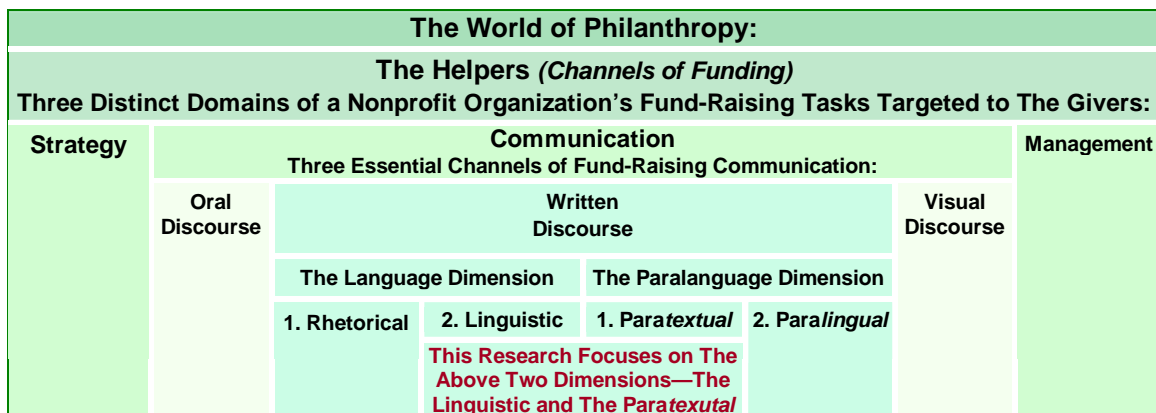 The World of Philanthropy:
The Helpers (Channels of Funding)
Three Distinct Domains of a Nonprofit Organization’s Fund-Raising Tasks Targeted to The Givers:
Strategy
Communication
Three Essential Channels of Fund-Raising Communication:
Management
Oral
Discourse
Written
Discourse
Visual
Discourse
The Language Dimension
The Paralanguage Dimension
1. Rhetorical
2. Linguistic
1. Paratextual
2. Paralingual
This Research Focuses on The
Above Two Dimensions—The
Linguistic and The Paratexutal